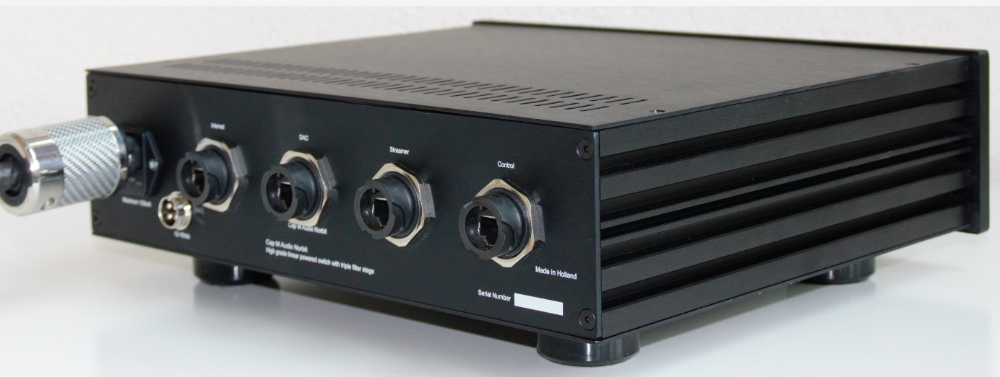 Internet
DAC
Streamer
Control
Cap M Audio Norbit
Cap M Audio Norbit
High grade linear powered switch with triple filter stage
Made in Holland
Serial Number